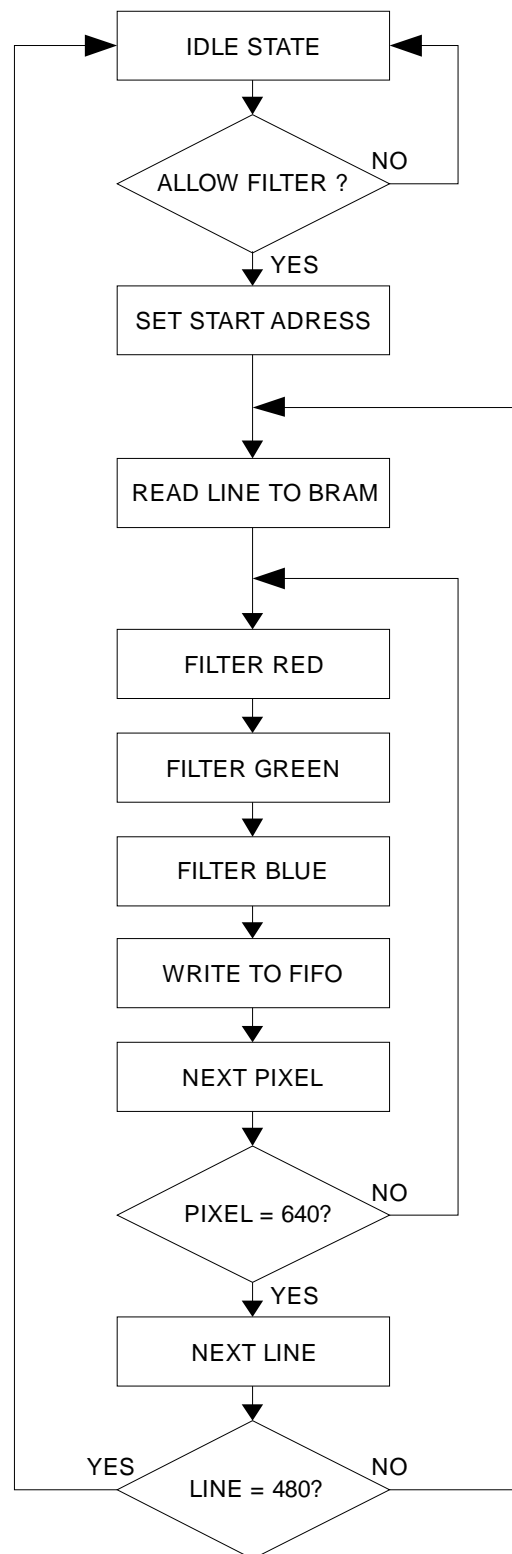 IDLE STATE
ALLOW FILTER ?
NO
YES
SET START ADRESS
READ LINE TO BRAM
FILTER RED
FILTER GREEN
FILTER BLUE
WRITE TO FIFO
NEXT PIXEL
PIXEL = 640?
NO
YES
NEXT LINE
YES
LINE = 480?
NO